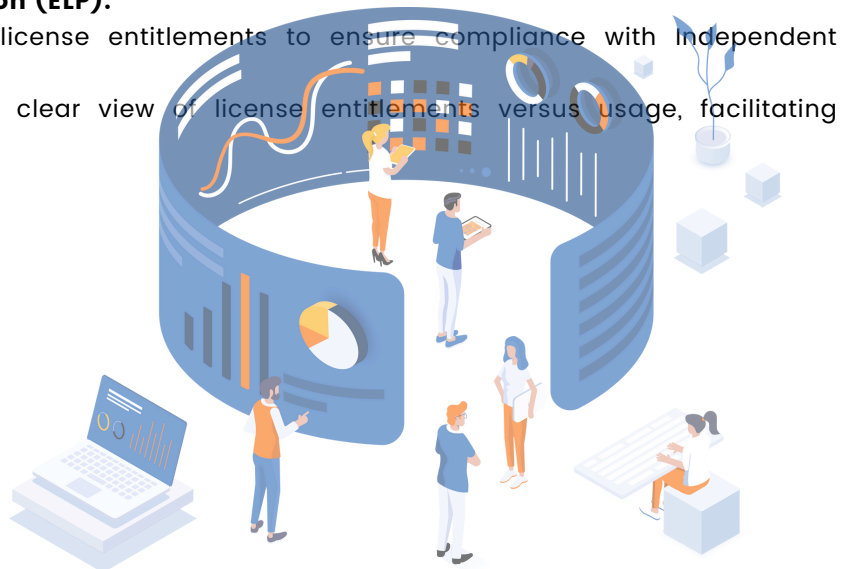 on (ELP):
license entitlements to ensure compliance with Independent
clear view of license entitlements versus usage, facilitating